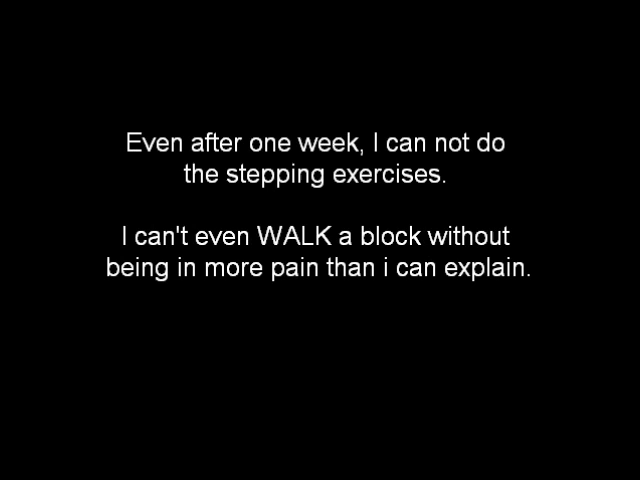 Even after one week, I can not do
the stepping exercises.
I can't even WALK a block without
being in more pain than i can explain.